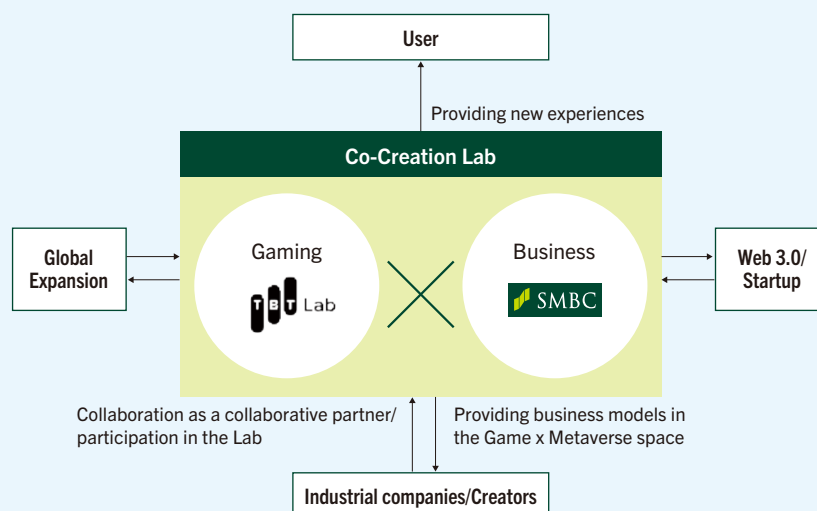 User
Providing new experiences
Co-Creation Lab
Global
Expansion
Gaming
TBT Lab
Business
SMBC
Web 3.0/
Startup
Collaboration as a collaborative partner/
participation in the Lab
Providing business models in
the Game x Metaverse space
Industrial companies/Creators